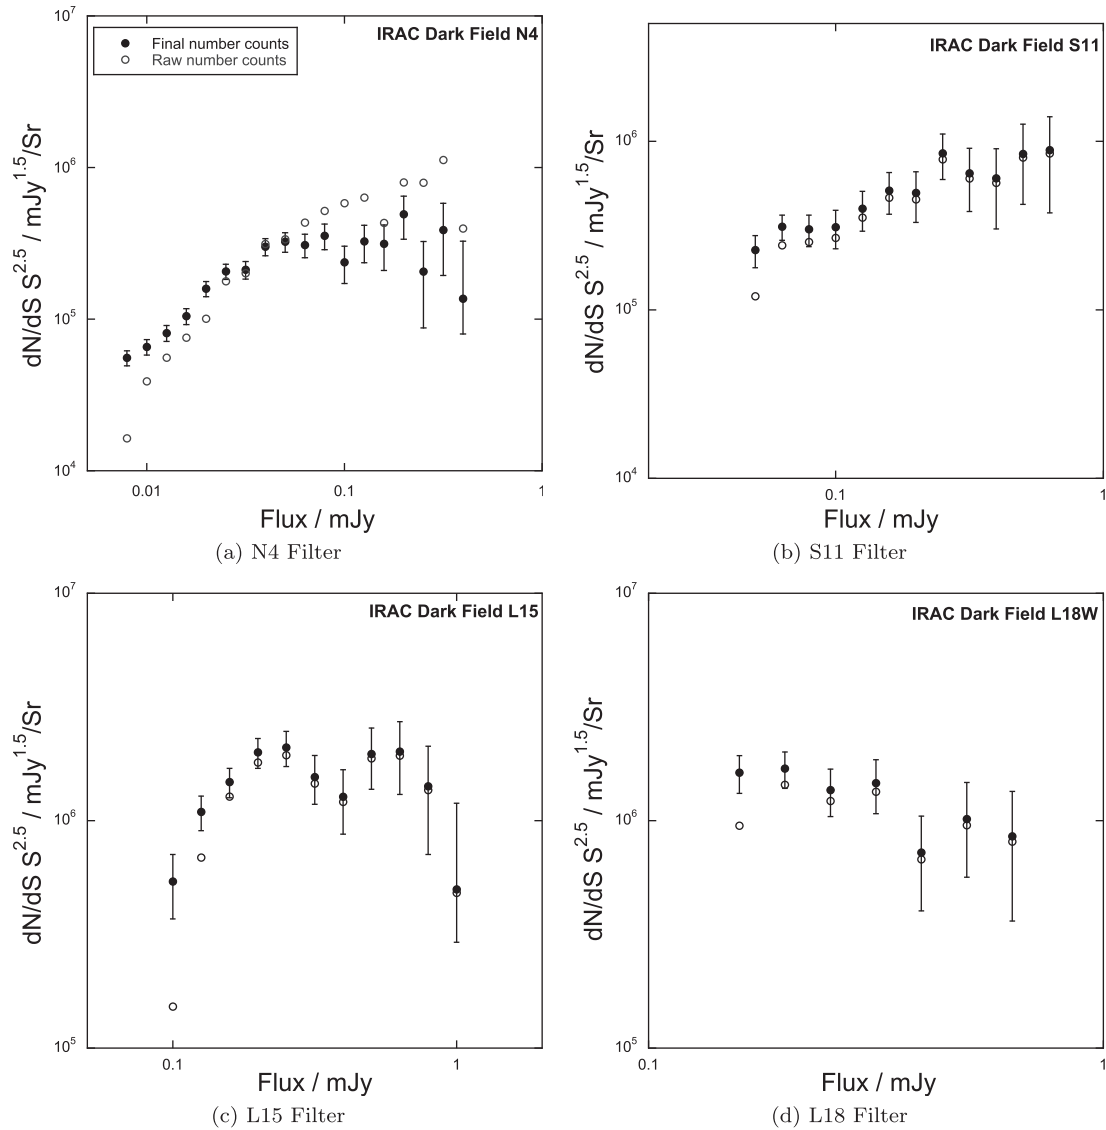 10^7
IRAC Dark Field N4
Final number counts
Raw number counts
10^6
10^5
10^4
dN/dS S^2.5 / mJy^1.5/Sr
0.01
0.1
1
Flux / mJy
(a) N4 Filter
IRAC Dark Field S11
10^6
10^5
10^4
dN/dS S^2.5 / mJy^1.5/Sr
0.1
1
Flux / mJy
(b) S11 Filter
10^7
IRAC Dark Field L15
10^6
10^5
dN/dS S^2.5 / mJy^1.5/Sr
0.1
1
Flux / mJy
(c) L15 Filter
10^7
IRAC Dark Field L18W
10^6
10^5
dN/dS S^2.5 / mJy^1.5/Sr
0.1
1
Flux / mJy
(d) L18 Filter